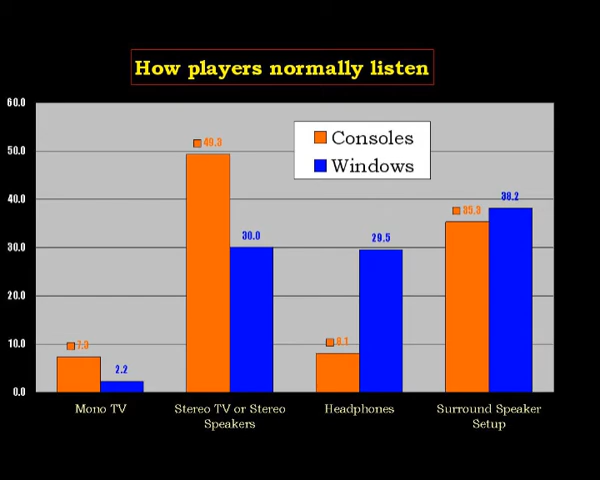 How players normally listen
60.0
50.0
40.0
30.0
20.0
10.0
0.0
Consoles
Windows
7.3
2.2
49.3
30.0
8.1
29.5
35.3
38.2
Mono TV
Stereo TV or Stereo
Speakers
Headphones
Surround Speaker
Setup